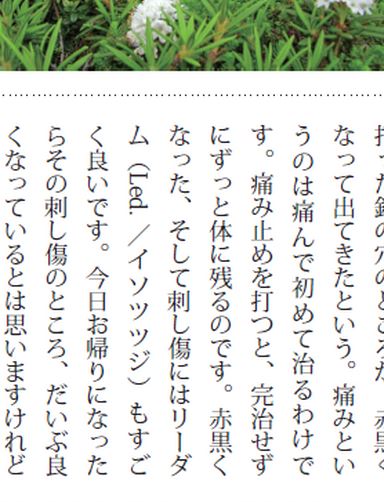 打った鍼の穴のところが、赤黒く
なって出てきたという。痛みとい
うのは痛んで初めて治るわけで
す。痛み止めを打つと、完治せず
にずっと体に残るのです。赤黒く
なった、そして刺し傷にはリーダ
ム（Led.／イソツツジ）もすご
く良いです。今日お帰りになった
らその刺し傷のところ、だいぶ良
くなっているとは思いますけれど